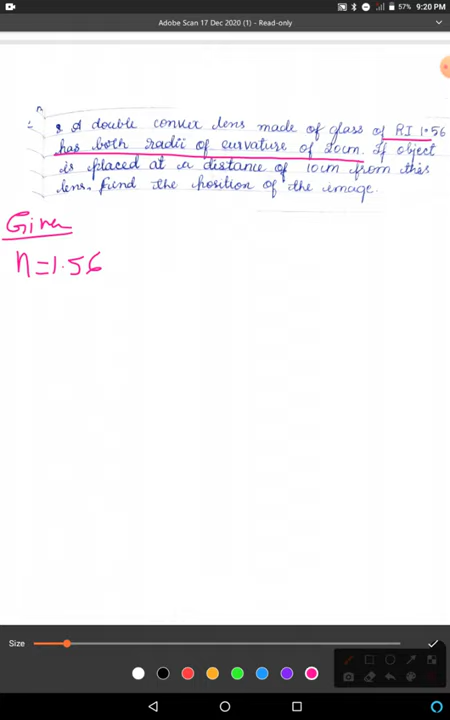 57% 9:20 PM
Adobe Scan 17 Dec 2020 (1) - Read-only
A double convex lens made of glass of RI 1.56
has both radii of curvature of 20cm. If object
is placed at a distance of 10cm from this
lens. Find the position of the image.
Given
n=1.56
Size